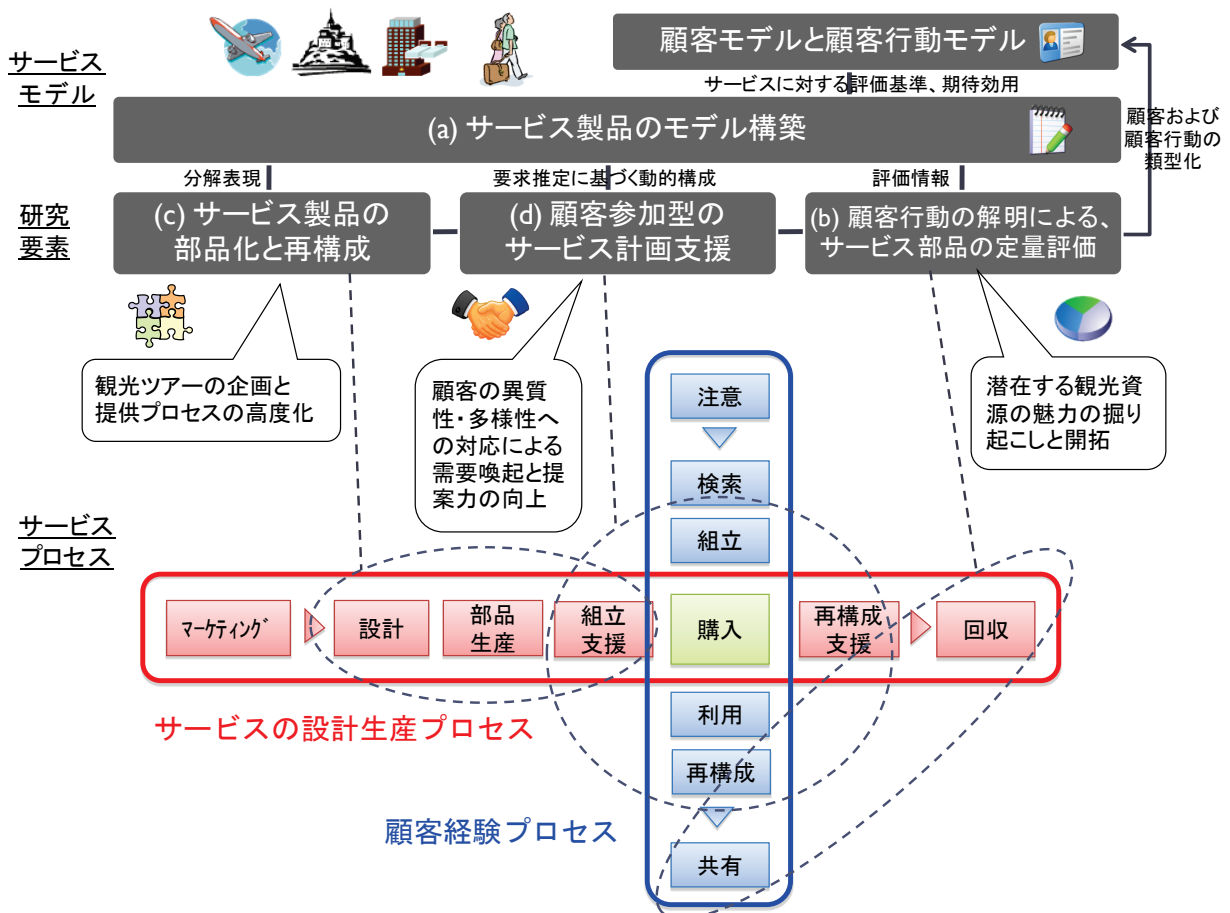 顧客モデルと顧客行動モデル
サービス
モデル
サービスに対する評価基準、期待効用
(a) サービス製品のモデル構築
顧客および
顧客行動の
類型化
分解表現
要求推定に基づく動的構成
評価情報
研究
要素
(c) サービス製品の
部品化と再構成
(d) 顧客参加型の
サービス計画支援
(b) 顧客行動の解明による、
サービス部品の定量評価
観光ツアーの企画と
提供プロセスの高度化
顧客の異質
性・多様性へ
の対応による
需要喚起と提
案力の向上
潜在する観光資
源の魅力の掘り
起こしと開拓
注意
検索
組立
サービス
プロセス
ﾏｰｹﾃｨﾝｸﾞ
設計
部品
生産
組立
支援
購入
再構成
支援
回収
サービスの設計生産プロセス
利用
再構成
顧客経験プロセス
共有